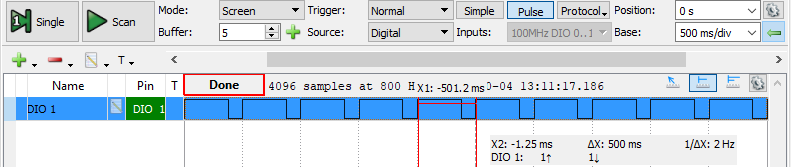 Single Scan Mode: Screen Trigger: Normal Simple Pulse Protocol Position: 0 s
Buffer: 5 Source: Digital Inputs: 100MHz DIO 0..1 Base: 500 ms/div
T
Name Pin T Done 4096 samples at 800 H X1: -501.2 ms 0-04 13:11:17.186
DIO 1 DIO 1
X2: -1.25 ms ΔX: 500 ms 1/ΔX: 2 Hz
DIO 1: 1↑ 1↓